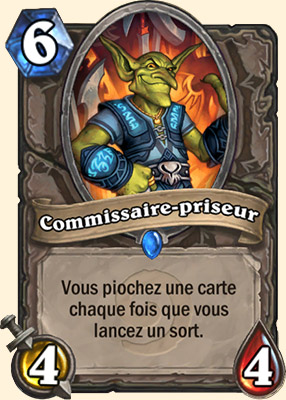 6
Commissaire-priseur
Vous piochez une carte
chaque fois que vous
lancez un sort.
4 4